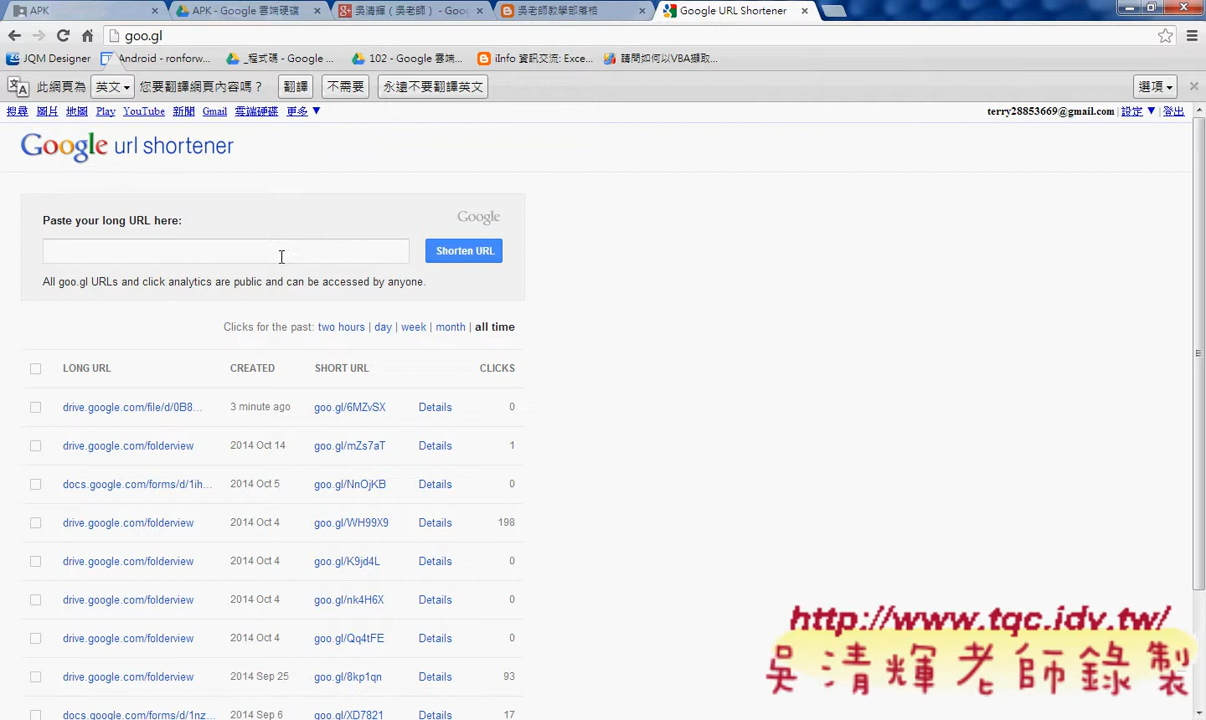 APK
APK - Google 雲端硬碟
吳清輝（吳老師） - Goo
吳老師教學部落格
Google URL Shortener
goo.gl
JQM Designer
Android - ronforw...
_程式碼 - Google ...
102 - Google 雲端...
iInfo 資訊交流: Exce...
請問如何以VBA擷取...
此網頁為
英文
您要翻譯網頁內容嗎？
翻譯
不需要
永遠不要翻譯英文
選項
搜尋 圖片 地圖 Play YouTube 新聞 Gmail 雲端硬碟 更多 ▼
terry28853669@gmail.com | 設定 ▼ | 登出
Google url shortener
Paste your long URL here:
Google
Shorten URL
All goo.gl URLs and click analytics are public and can be accessed by anyone.
Clicks for the past: two hours | day | week | month | all time
LONG URL CREATED SHORT URL CLICKS
drive.google.com/file/d/0B8... 3 minute ago goo.gl/6MZvSX Details 0
drive.google.com/folderview 2014 Oct 14 goo.gl/mZs7aT Details 1
docs.google.com/forms/d/1ih... 2014 Oct 5 goo.gl/NnOjKB Details 0
drive.google.com/folderview 2014 Oct 4 goo.gl/WH99X9 Details 198
drive.google.com/folderview 2014 Oct 4 goo.gl/K9jd4L Details 0
drive.google.com/folderview 2014 Oct 4 goo.gl/nk4H6X Details 0
drive.google.com/folderview 2014 Oct 4 goo.gl/Qq4tFE Details 0
drive.google.com/folderview 2014 Sep 25 goo.gl/8kp1qn Details 93
docs.google.com/forms/d/1nz... 2014 Sep 6 goo.gl/XD7821 Details 17
http://www.tqc.idv.tw/
吳清輝老師錄製